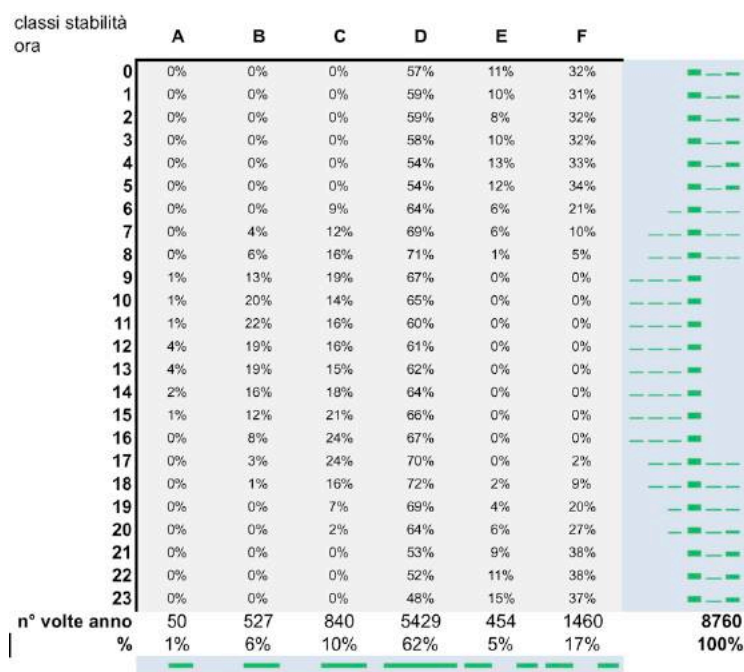 classi stabilità
ora A B C D E F
0 0% 0% 0% 57% 11% 32%
1 0% 0% 0% 59% 10% 31%
2 0% 0% 0% 59% 8% 32%
3 0% 0% 0% 58% 10% 32%
4 0% 0% 0% 54% 13% 33%
5 0% 0% 0% 54% 12% 34%
6 0% 0% 9% 64% 6% 21%
7 0% 4% 12% 69% 6% 10%
8 0% 6% 16% 71% 1% 5%
9 1% 13% 19% 67% 0% 0%
10 1% 20% 14% 65% 0% 0%
11 1% 22% 16% 60% 0% 0%
12 4% 19% 16% 61% 0% 0%
13 4% 19% 15% 62% 0% 0%
14 2% 16% 18% 64% 0% 0%
15 1% 12% 21% 66% 0% 0%
16 0% 8% 24% 67% 0% 0%
17 0% 3% 24% 70% 0% 2%
18 0% 1% 16% 72% 2% 9%
19 0% 0% 7% 69% 4% 20%
20 0% 0% 2% 64% 6% 27%
21 0% 0% 0% 53% 9% 38%
22 0% 0% 0% 52% 11% 38%
23 0% 0% 0% 48% 15% 37%
n° volte anno 50 527 840 5429 454 1460 8760
% 1% 6% 10% 62% 5% 17% 100%